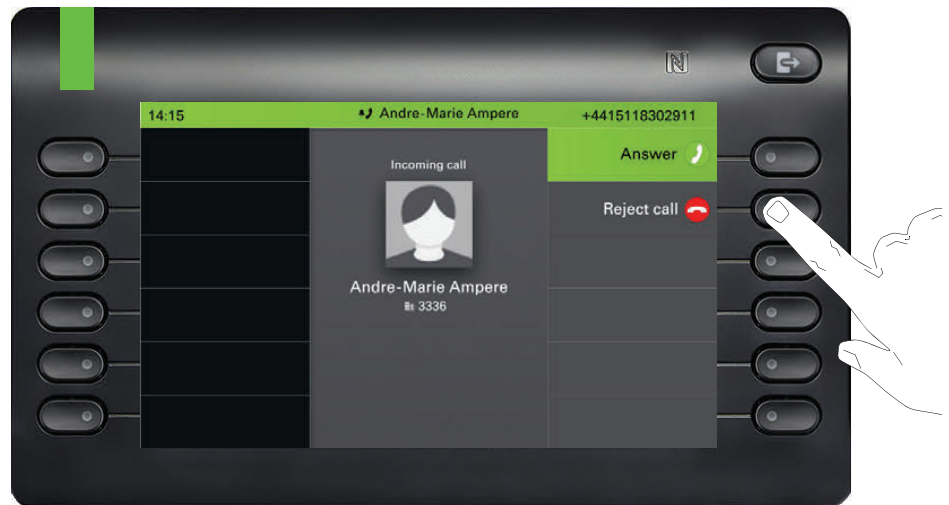 14:15 Andre-Marie Ampere +4415118302911
Incoming call
Answer
Reject call
Andre-Marie Ampere
3336